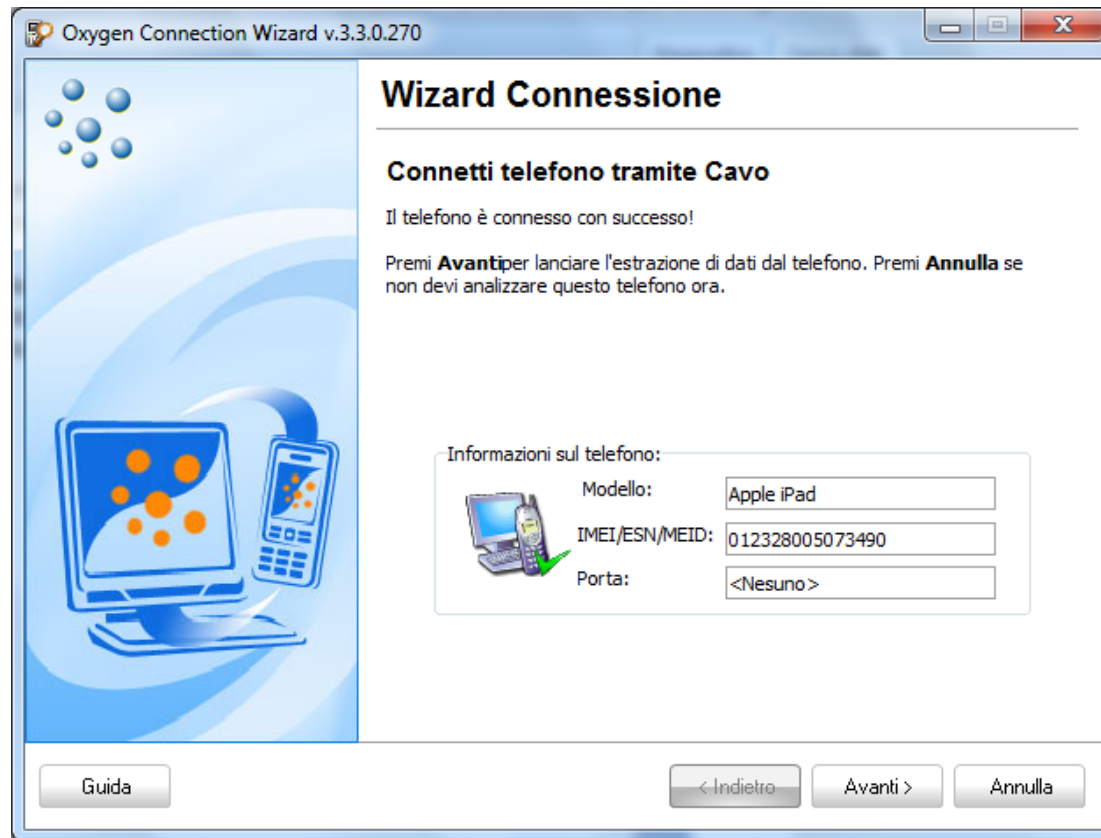 Oxygen Connection Wizard v.3.3.0.270
Wizard Connessione
Connetti telefono tramite Cavo
Il telefono è connesso con successo!
Premi Avantiper lanciare l'estrazione di dati dal telefono. Premi Annulla se
non devi analizzare questo telefono ora.
Informazioni sul telefono:
Modello: Apple iPad
IMEI/ESN/MEID: 012328005073490
Porta: <Nesuno>
Guida < Indietro Avanti > Annulla